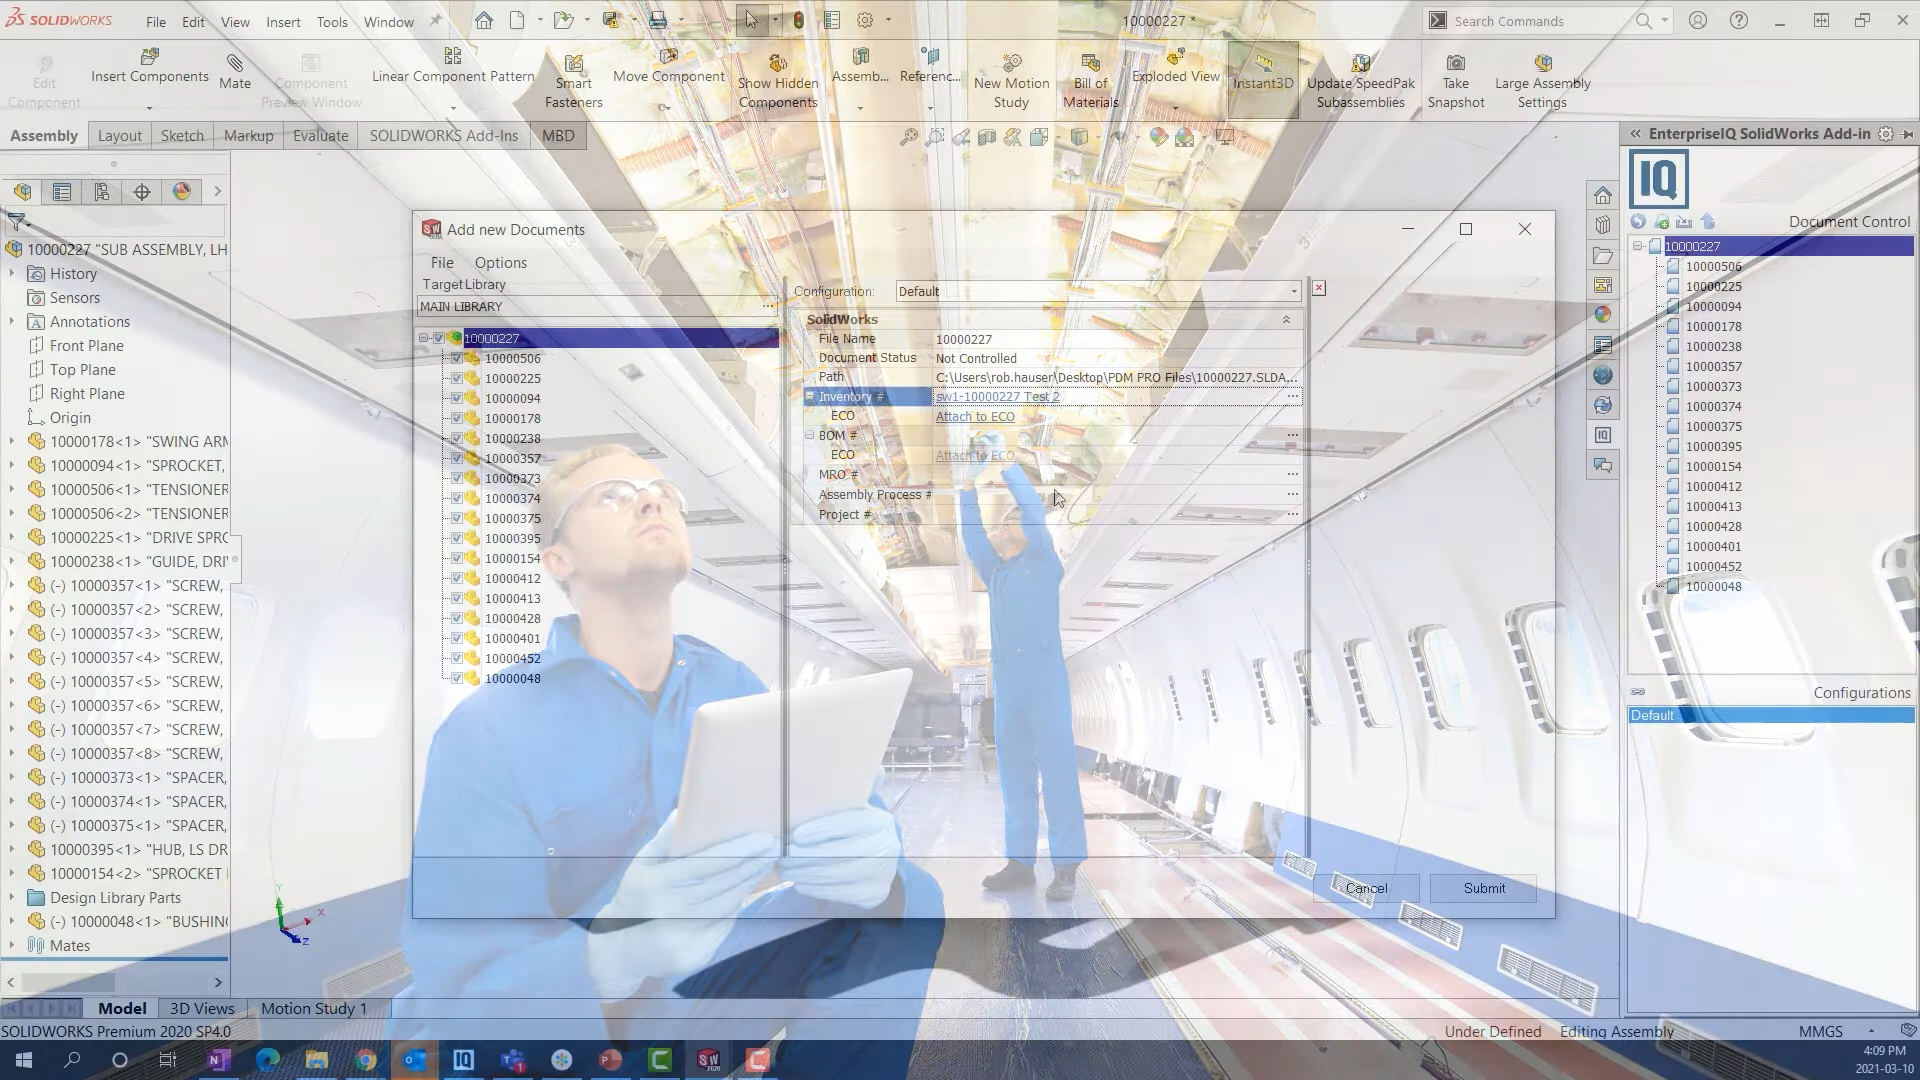 SOLIDWORKS File Edit View Insert Tools Window 10000227 * Search Commands
Edit Component
Insert Components
Mate
Component Preview Window
Linear Component Pattern
Smart Fasteners
Move Component
Show Hidden Components
Assemb...
Referenc...
New Motion Study
Bill of Materials
Exploded View
Instant3D
Update SpeedPak Subassemblies
Take Snapshot
Large Assembly Settings
Assembly Layout Sketch Markup Evaluate SOLIDWORKS Add-Ins MBD
10000227 "SUB ASSEMBLY, LH
History
Sensors
Annotations
Front Plane
Top Plane
Right Plane
Origin
10000178<1> "SWING ARM
10000094<1> "SPROCKET,
10000506<1> "TENSIONER
10000506<2> "TENSIONER
10000225<1> "DRIVE SPRO
10000238<1> "GUIDE, DRI
(-) 10000357<1> "SCREW,
(-) 10000357<2> "SCREW,
(-) 10000357<3> "SCREW,
(-) 10000357<4> "SCREW,
(-) 10000357<5> "SCREW,
(-) 10000357<6> "SCREW,
(-) 10000357<7> "SCREW,
(-) 10000357<8> "SCREW,
(-) 10000373<1> "SPACER,
(-) 10000374<1> "SPACER,
(-) 10000375<1> "SPACER,
10000395<1> "HUB, LS DR
10000154<2> "SPROCKET
Design Library Parts
(-) 10000048<1> "BUSHING
Mates
Y
X
Z
Add new Documents
File Options
Target Library
MAIN LIBRARY
10000227
10000506
10000225
10000094
10000178
10000238
10000357
10000373
10000374
10000375
10000395
10000154
10000412
10000413
10000428
10000401
10000452
10000048
Configuration: Default
SolidWorks
File Name 10000227
Document Status Not Controlled
Path C:\Users\rob.hauser\Desktop\PDM PRO Files\10000227.SLDA...
Inventory # sw1-10000227 Test 2
ECO Attach to ECO
BOM #
ECO Attach to ECO
MRO #
Assembly Process #
Project #
Cancel Submit
EnterpriseIQ SolidWorks Add-in
IQ
Document Control
10000227
10000506
10000225
10000094
10000178
10000238
10000357
10000373
10000374
10000375
10000395
10000154
10000412
10000413
10000428
10000401
10000452
10000048
Configurations
Default
Model 3D Views Motion Study 1
SOLIDWORKS Premium 2020 SP4.0 Under Defined Editing Assembly MMGS
4:09 PM
2021-03-10